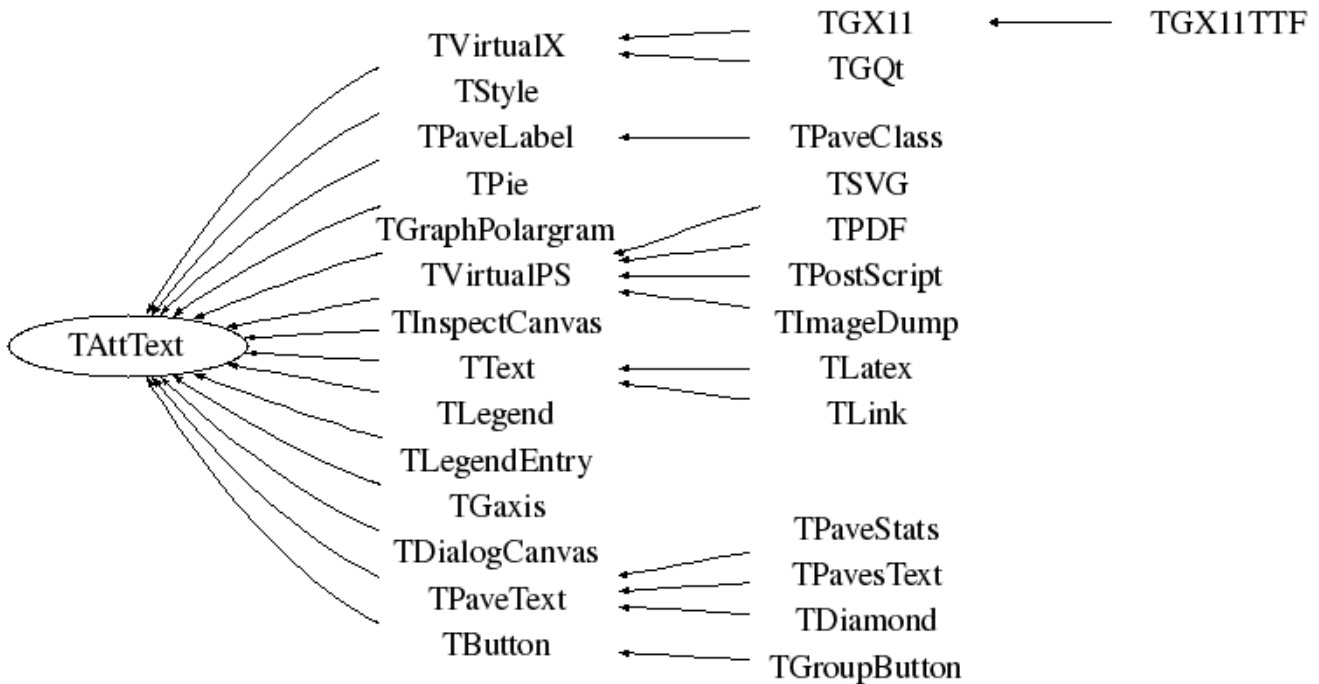 TAttText
TVirtualX
TStyle
TPaveLabel
TPie
TGraphPolargram
TVirtualPS
TInspectCanvas
TText
TLegend
TLegendEntry
TGaxis
TDialogCanvas
TPaveText
TButton
TGX11
TGQt
TPaveClass
TSVG
TPDF
TPostScript
TImageDump
TLatex
TLink
TPaveStats
TPavesText
TDiamond
TGroupButton
TGX11TTF